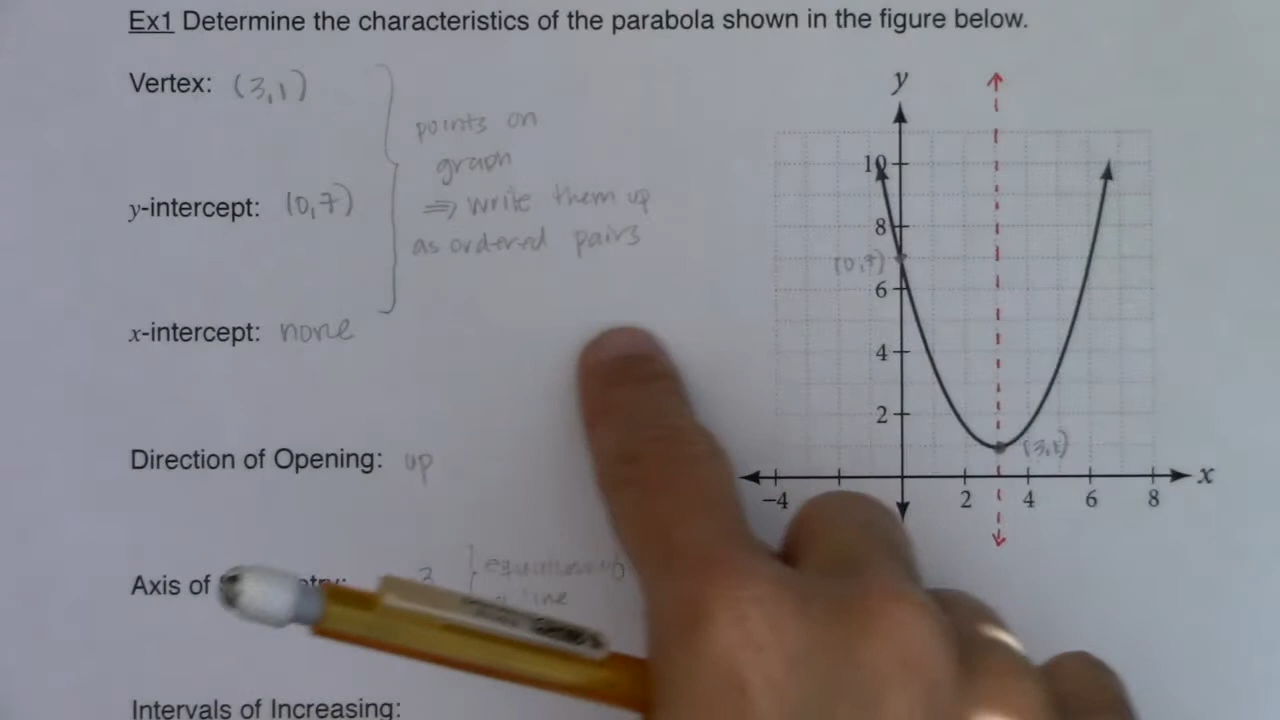 Ex1 Determine the characteristics of the parabola shown in the figure below.
Vertex: (3,1)
points on
graph
⇒ write them up
as ordered pairs
y-intercept: (0,7)
x-intercept: none
Direction of Opening: up
Axis of
line
Intervals of Increasing:
y
10
8
(0,7)
6
4
2
(3,1)
x
-4 2 4 6 8